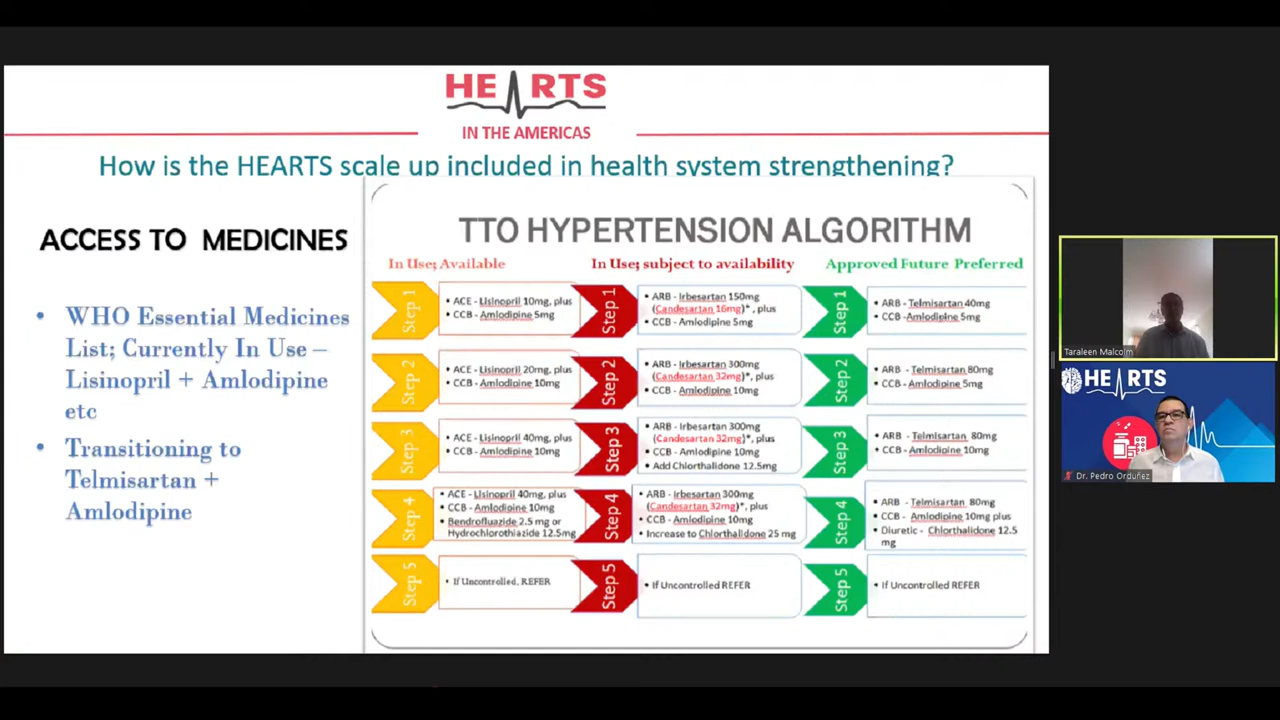 HEARTS
IN THE AMERICAS
How is the HEARTS scale up included in health system strengthening?
ACCESS TO MEDICINES
• WHO Essential Medicines
List; Currently In Use –
Lisinopril + Amlodipine
etc
• Transitioning to
Telmisartan +
Amlodipine
TTO HYPERTENSION ALGORITHM
In Use; Available
Step 1
• ACE - Lisinopril 10mg, plus
• CCB - Amlodipine 5mg
Step 2
• ACE - Lisinopril 20mg, plus
• CCB - Amlodipine 10mg
Step 3
• ACE - Lisinopril 40mg, plus
• CCB - Amlodipine 10mg
Step 4
• ACE - Lisinopril 40mg, plus
• CCB - Amlodipine 10mg
• Bendrofluazide 2.5 mg or
Hydrochlorothiazide 12.5mg
Step 5
• If Uncontrolled, REFER
In Use; subject to availability
Step 1
• ARB - Irbesartan 150mg
(Candesartan 16mg)*, plus
• CCB - Amlodipine 5mg
Step 2
• ARB - Irbesartan 300mg
(Candesartan 32mg)*, plus
• CCB - Amlodipine 10mg
Step 3
• ARB - Irbesartan 300mg
(Candesartan 32mg)*, plus
• CCB - Amlodipine 10mg
• Add Chlorthalidone 12.5mg
Step 4
• ARB - Irbesartan 300mg
(Candesartan 32mg)*, plus
• CCB - Amlodipine 10mg
• Increase to Chlorthalidone 25 mg
Step 5
• If Uncontrolled REFER
Approved Future Preferred
Step 1
• ARB - Telmisartan 40mg
• CCB - Amlodipine 5mg
Step 2
• ARB - Telmisartan 80mg
• CCB - Amlodipine 5mg
Step 3
• ARB - Telmisartan 80mg
• CCB - Amlodipine 10mg
Step 4
• ARB - Telmisartan 80mg
• CCB - Amlodipine 10mg plus
• Diuretic - Chlorthalidone 12.5
mg
Step 5
• If Uncontrolled REFER
Taraleen Malcolm
HEARTS
Dr. Pedro Orduñez